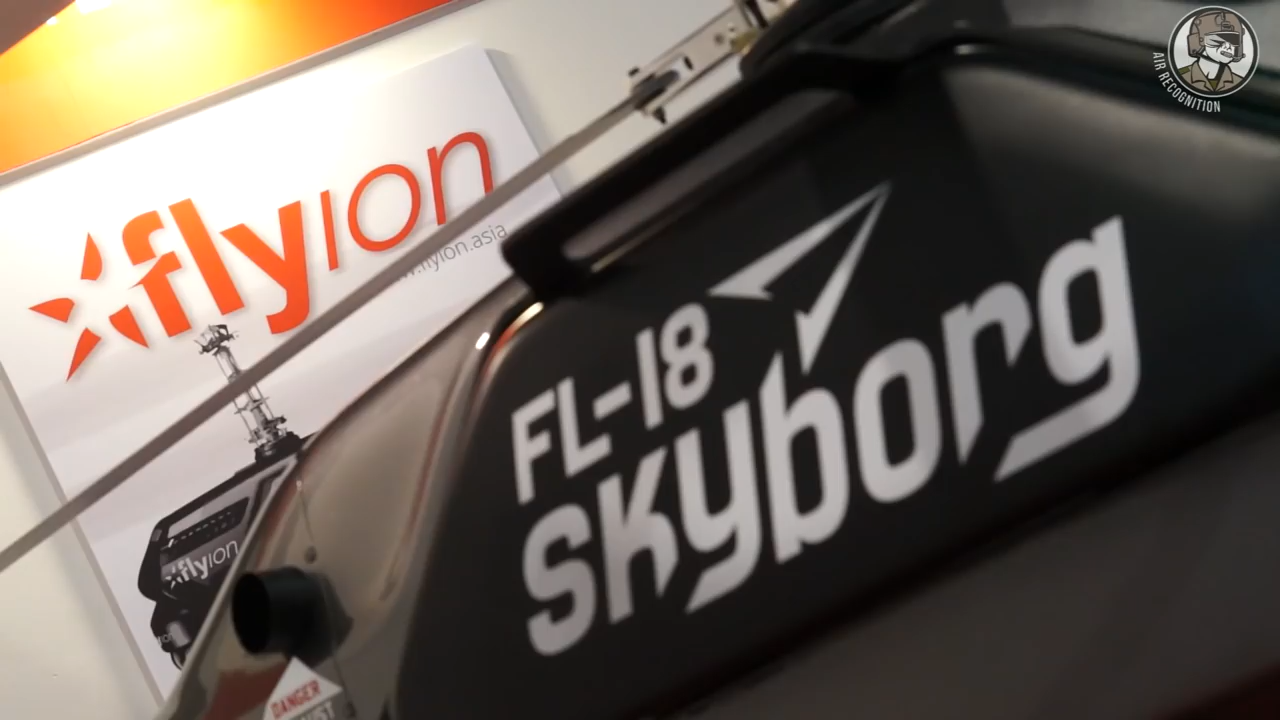 flyion
w.flyion.asia
FL-18
Skyborg
flyion
DANGER
AIR RECOGNITION